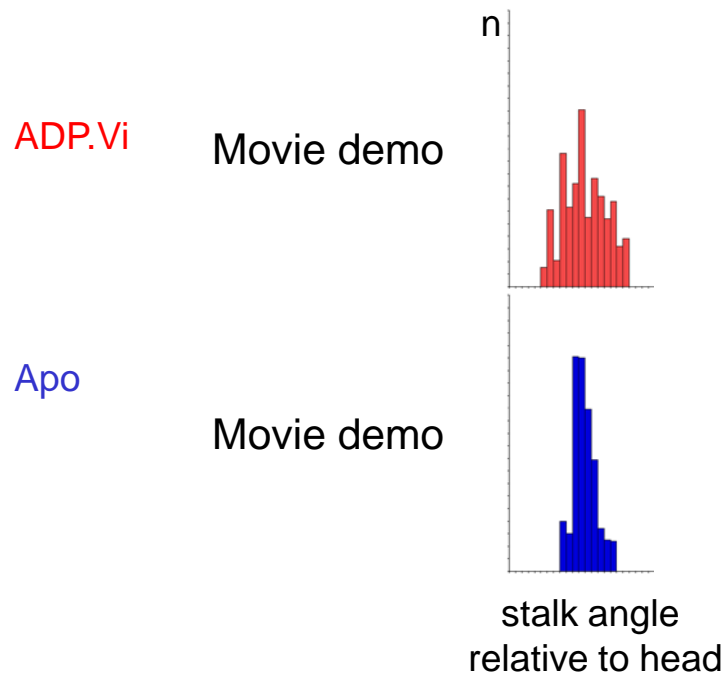 n
ADP.Vi
Movie demo
Apo
Movie demo
stalk angle
relative to head